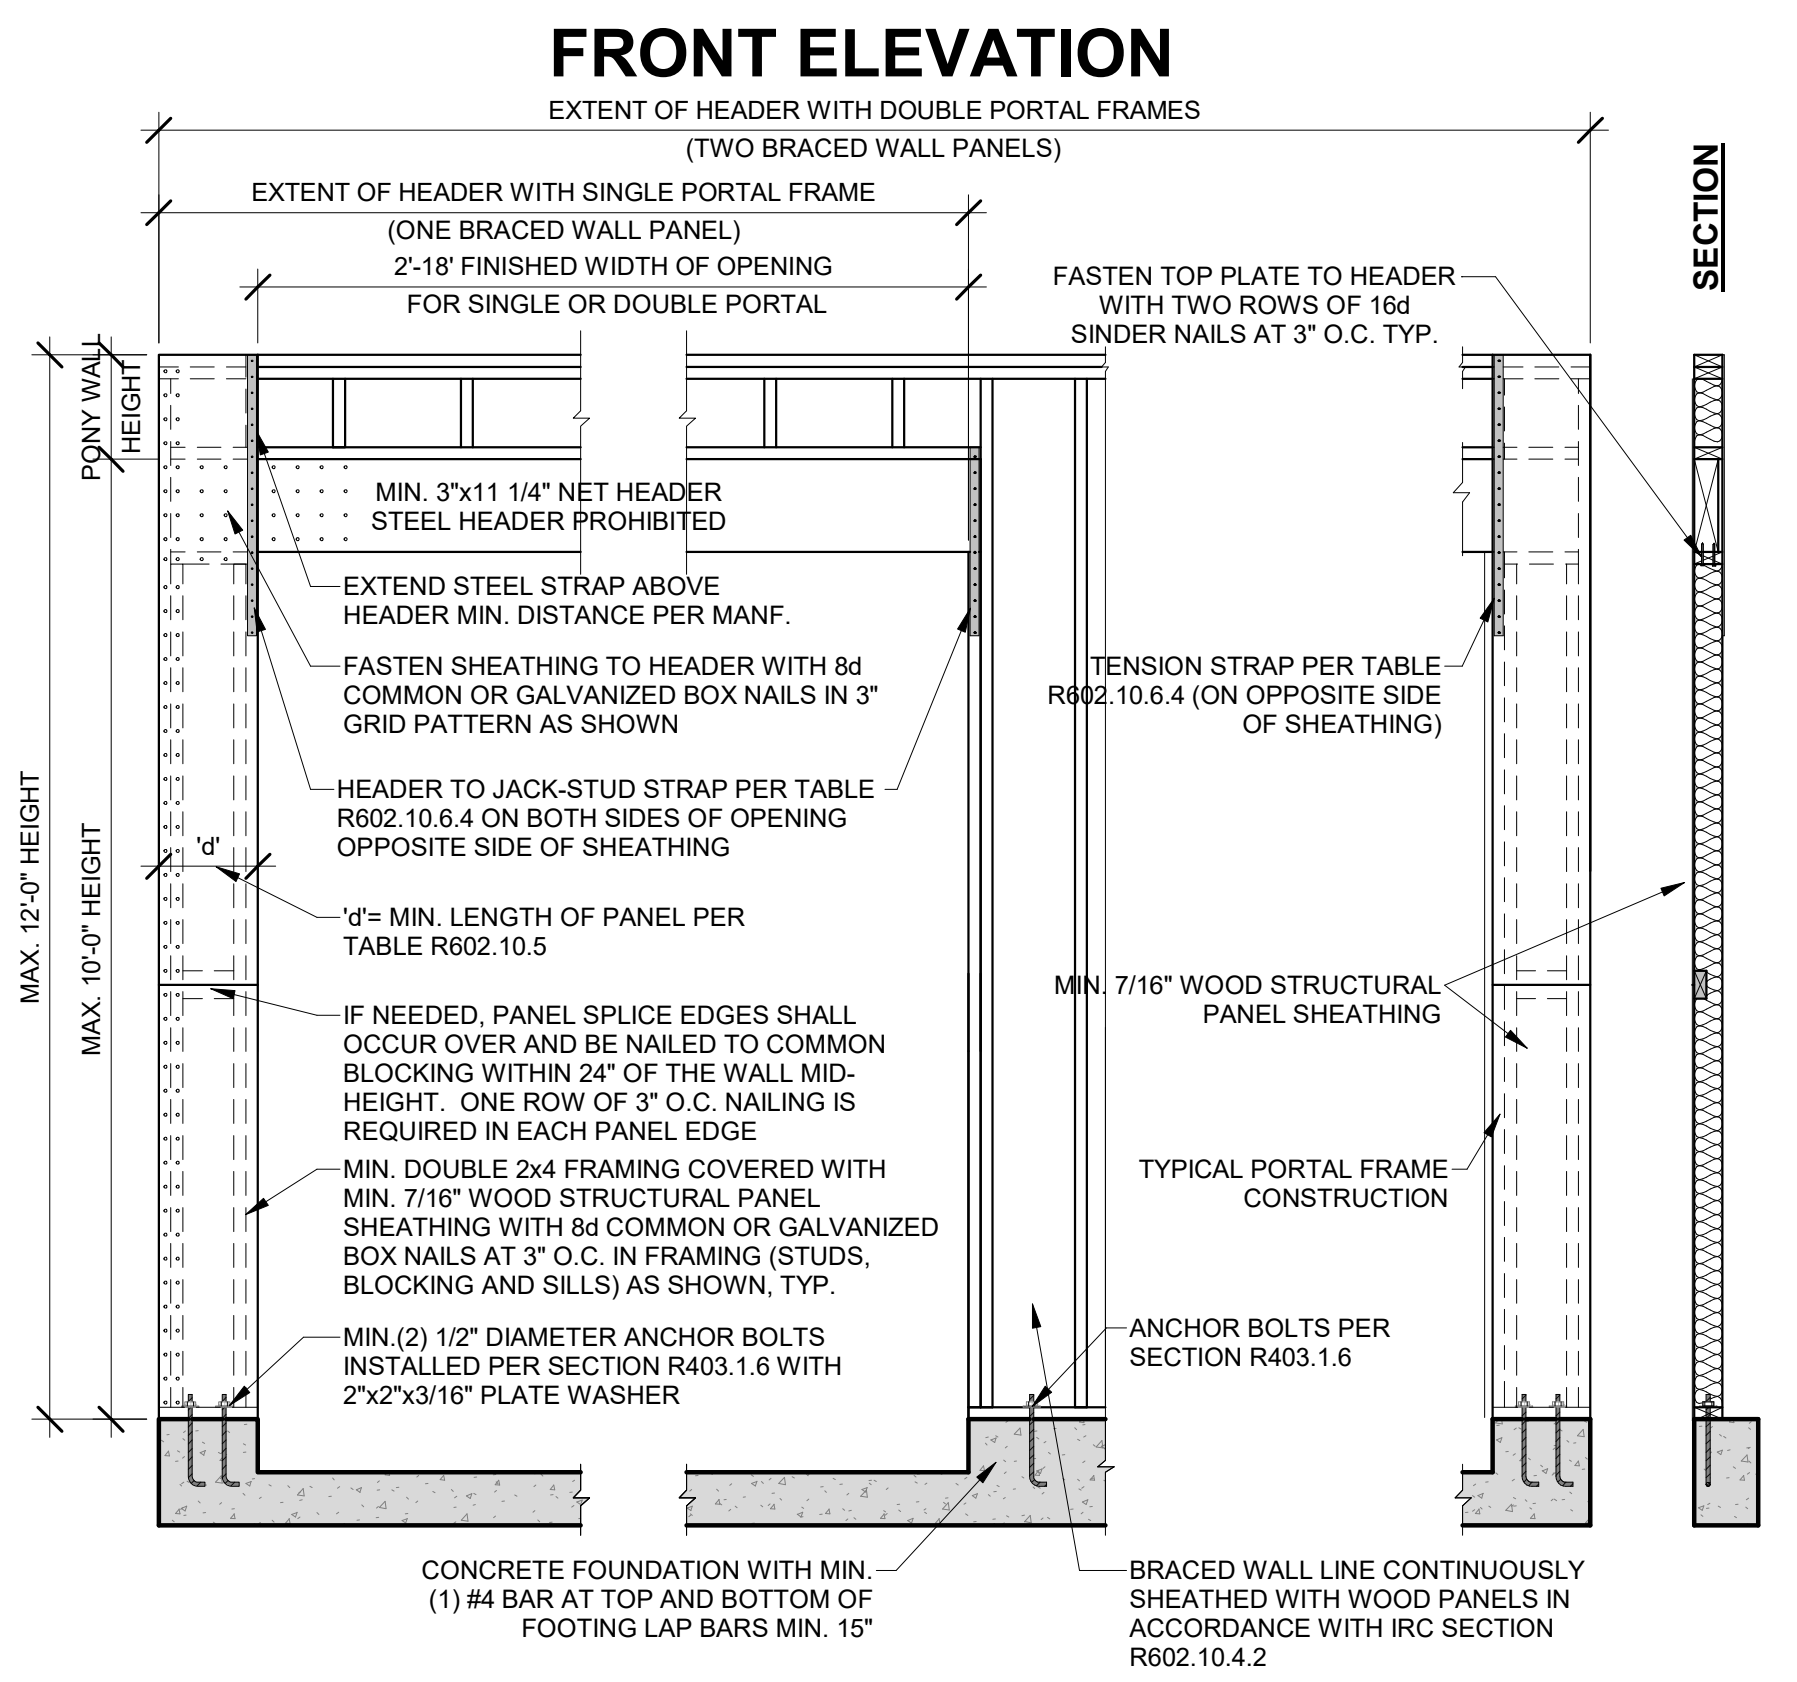 FRONT ELEVATION
EXTENT OF HEADER WITH DOUBLE PORTAL FRAMES
(TWO BRACED WALL PANELS)
EXTENT OF HEADER WITH SINGLE PORTAL FRAME
(ONE BRACED WALL PANEL)
2'-18' FINISHED WIDTH OF OPENING
FOR SINGLE OR DOUBLE PORTAL
SECTION
FASTEN TOP PLATE TO HEADER
WITH TWO ROWS OF 16d
SINDER NAILS AT 3" O.C. TYP.
PONY WALL
HEIGHT
MIN. 3"x11 1/4" NET HEADER
STEEL HEADER PROHIBITED
EXTEND STEEL STRAP ABOVE
HEADER MIN. DISTANCE PER MANF.
FASTEN SHEATHING TO HEADER WITH 8d
COMMON OR GALVANIZED BOX NAILS IN 3"
GRID PATTERN AS SHOWN
TENSION STRAP PER TABLE
R602.10.6.4 (ON OPPOSITE SIDE
OF SHEATHING)
HEADER TO JACK-STUD STRAP PER TABLE
R602.10.6.4 ON BOTH SIDES OF OPENING
OPPOSITE SIDE OF SHEATHING
MAX. 12'-0" HEIGHT
MAX. 10'-0" HEIGHT
'd'
'd'= MIN. LENGTH OF PANEL PER
TABLE R602.10.5
MIN. 7/16" WOOD STRUCTURAL
PANEL SHEATHING
IF NEEDED, PANEL SPLICE EDGES SHALL
OCCUR OVER AND BE NAILED TO COMMON
BLOCKING WITHIN 24" OF THE WALL MID-
HEIGHT.  ONE ROW OF 3" O.C. NAILING IS
REQUIRED IN EACH PANEL EDGE
MIN. DOUBLE 2x4 FRAMING COVERED WITH
MIN. 7/16" WOOD STRUCTURAL PANEL
SHEATHING WITH 8d COMMON OR GALVANIZED
BOX NAILS AT 3" O.C. IN FRAMING (STUDS,
BLOCKING AND SILLS) AS SHOWN, TYP.
TYPICAL PORTAL FRAME
CONSTRUCTION
MIN.(2) 1/2" DIAMETER ANCHOR BOLTS
INSTALLED PER SECTION R403.1.6 WITH
2"x2"x3/16" PLATE WASHER
ANCHOR BOLTS PER
SECTION R403.1.6
CONCRETE FOUNDATION WITH MIN.
(1) #4 BAR AT TOP AND BOTTOM OF
FOOTING LAP BARS MIN. 15"
BRACED WALL LINE CONTINUOUSLY
SHEATHED WITH WOOD PANELS IN
ACCORDANCE WITH IRC SECTION
R602.10.4.2